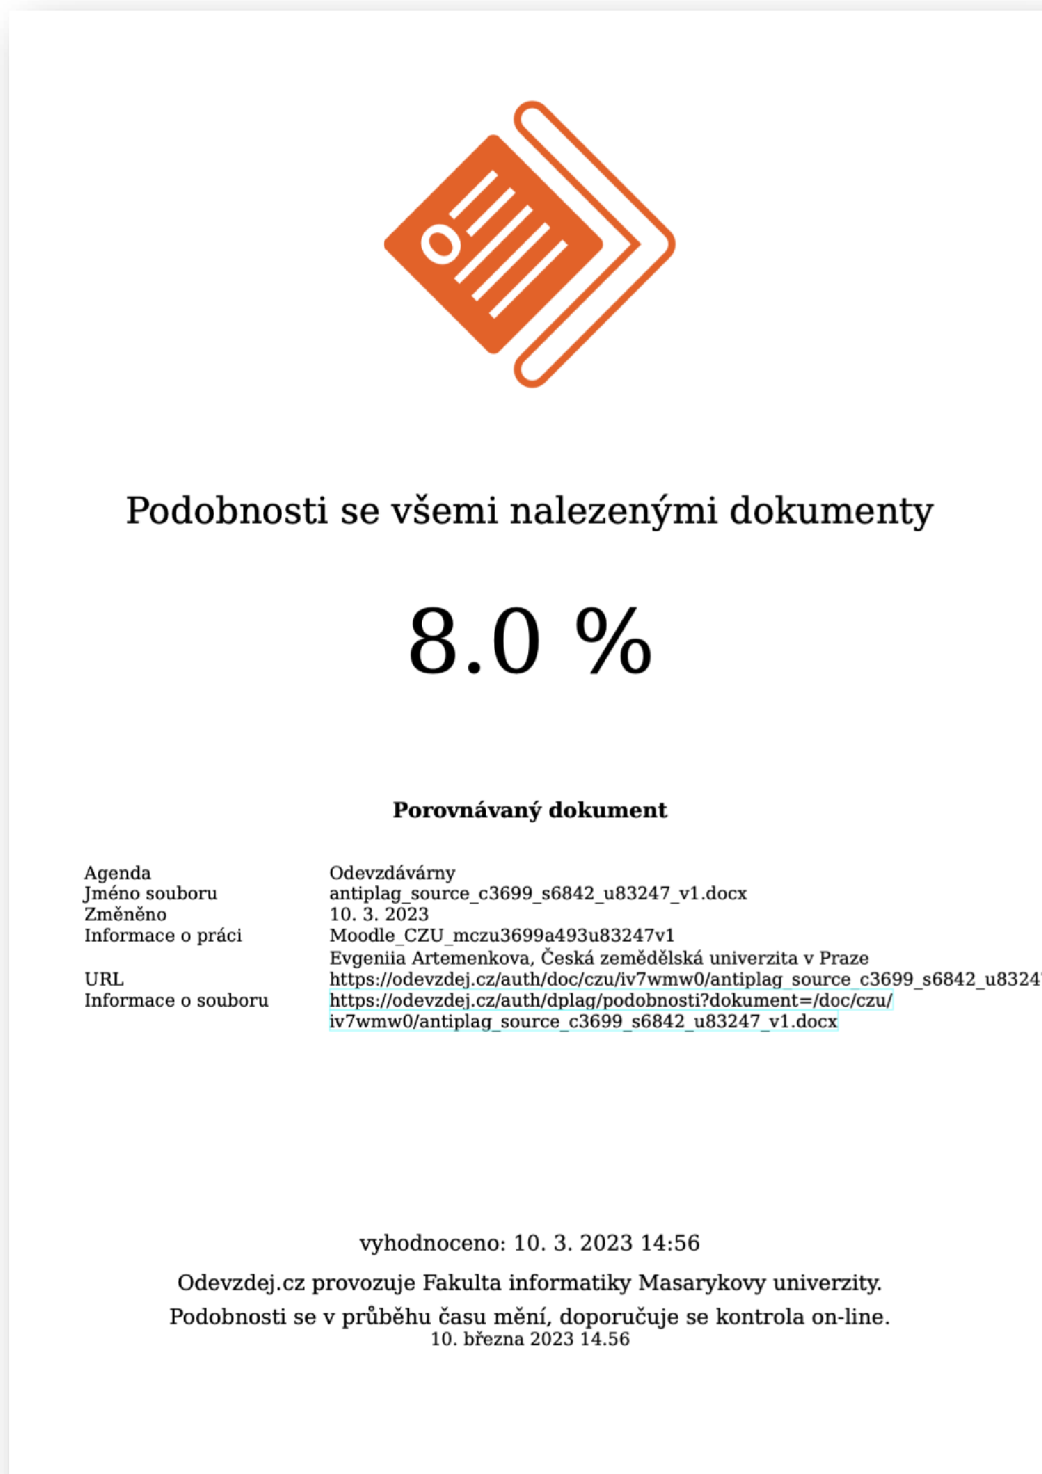 Podobnosti se všemi nalezenými dokumenty
8.0 %
Porovnávaný dokument
Agenda Odevzdávárny
Jméno souboru antiplag_source_c3699_s6842_u83247_v1.docx
Změněno 10. 3. 2023
Informace o práci Moodle_CZU_mczu3699a493u83247v1
Evgeniia Artemenkova, Česká zemědělská univerzita v Praze
URL https://odevzdej.cz/auth/doc/czu/iv7wmw0/antiplag_source_c3699_s6842_u8324
Informace o souboru https://odevzdej.cz/auth/dplag/podobnosti?dokument=/doc/czu/
iv7wmw0/antiplag_source_c3699_s6842_u83247_v1.docx
vyhodnoceno: 10. 3. 2023 14:56
Odevzdej.cz provozuje Fakulta informatiky Masarykovy univerzity.
Podobnosti se v průběhu času mění, doporučuje se kontrola on-line.
10. března 2023 14.56